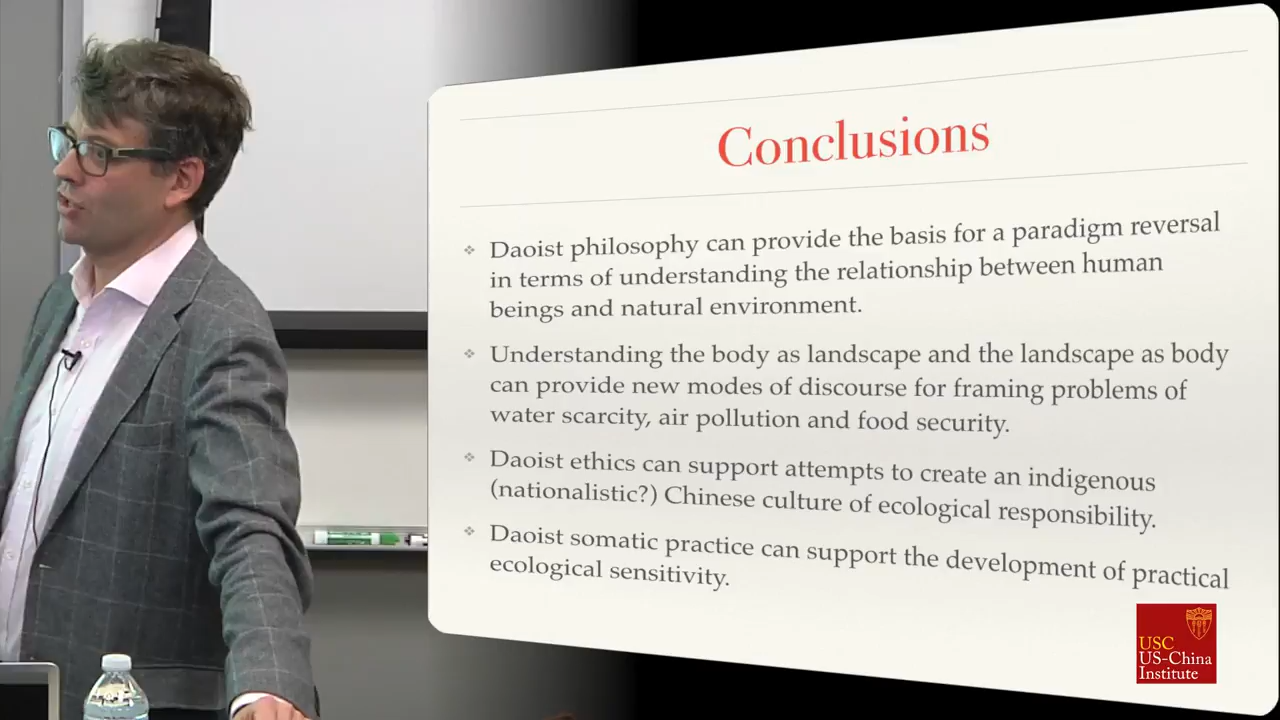 Conclusions
Daoist philosophy can provide the basis for a paradigm reversal
in terms of understanding the relationship between human
beings and natural environment.
Understanding the body as landscape and the landscape as body
can provide new modes of discourse for framing problems of
water scarcity, air pollution and food security.
Daoist ethics can support attempts to create an indigenous
(nationalistic?) Chinese culture of ecological responsibility.
Daoist somatic practice can support the development of practical
ecological sensitivity.
USC
US-China
Institute